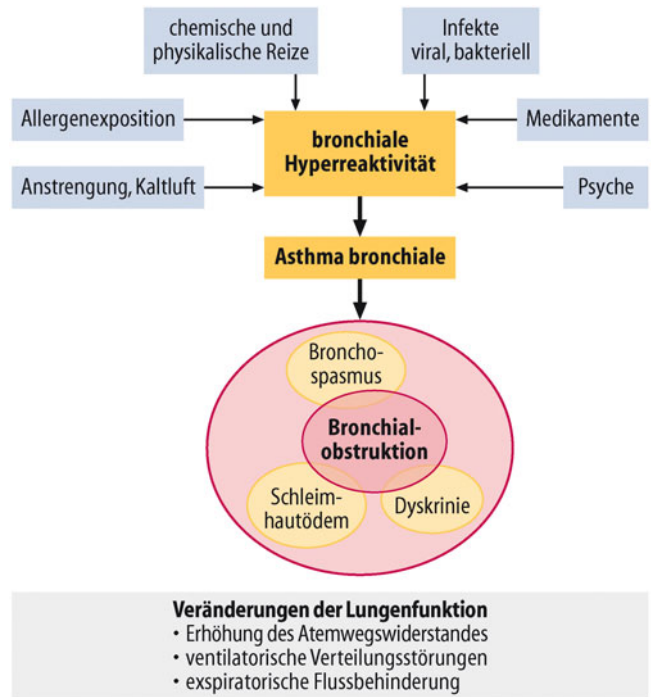 chemische und
physikalische Reize
Infekte
viral, bakteriell
Allergenexposition
bronchiale
Hyperreaktivität
Medikamente
Anstrengung, Kaltluft
Psyche
Asthma bronchiale
Broncho-
spasmus
Bronchial-
obstruktion
Schleim-
hautödem
Dyskrinie
Veränderungen der Lungenfunktion
• Erhöhung des Atemwegswiderstandes
• ventilatorische Verteilungsstörungen
• exspiratorische Flussbehinderung